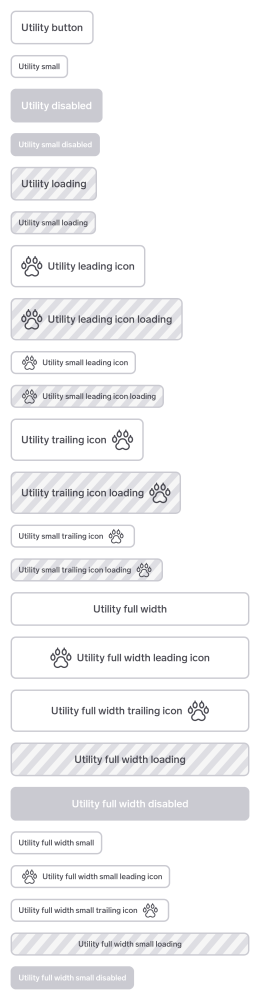 Utility button
Utility small
Utility disabled
Utility small disabled
Utility loading
Utility small loading
Utility leading icon
Utility leading icon loading
Utility small leading icon
Utility small leading icon loading
Utility trailing icon
Utility trailing icon loading
Utility small trailing icon
Utility small trailing icon loading
Utility full width
Utility full width leading icon
Utility full width trailing icon
Utility full width loading
Utility full width disabled
Utility full width small
Utility full width small leading icon
Utility full width small trailing icon
Utility full width small loading
Utility full width small disabled